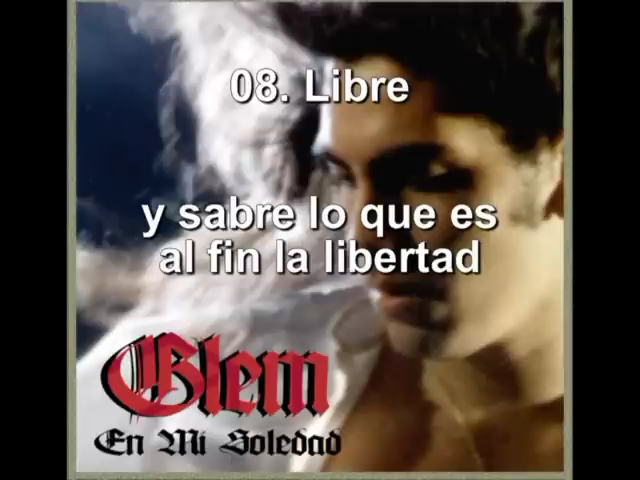 08. Libre
y sabre lo que es
al fin la libertad
Glem
En Mi Soledad